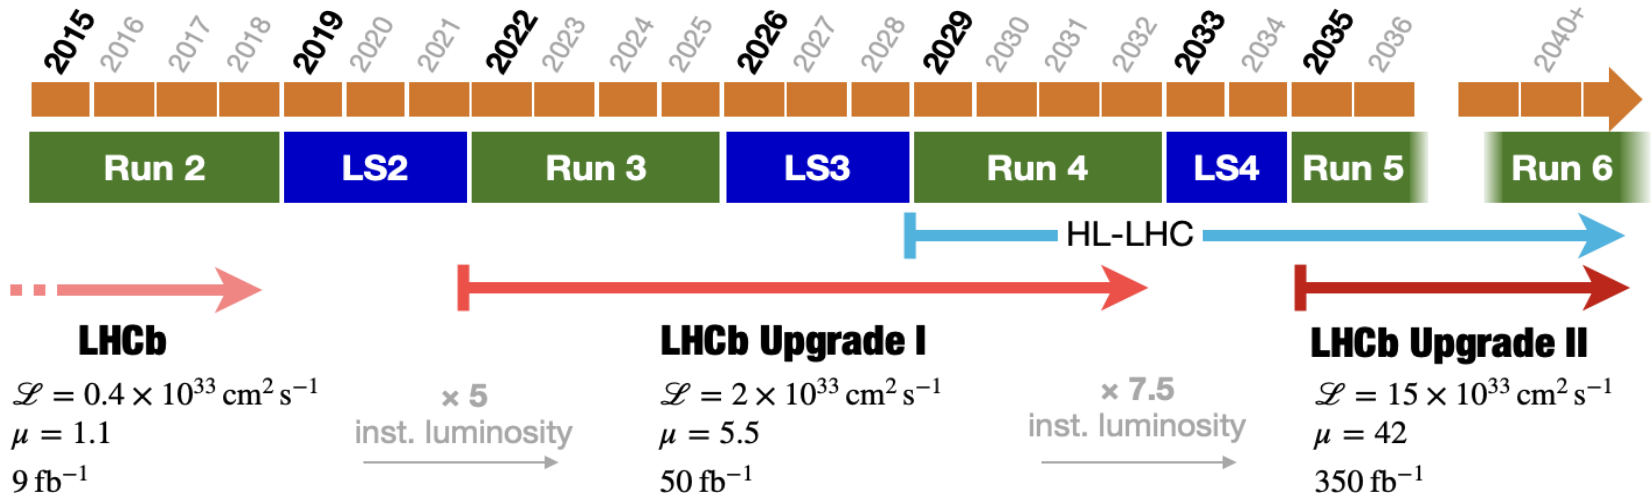 2015 2016 2017 2018 2019 2020 2021 2022 2023 2024 2025 2026 2027 2028 2029 2030 2031 2032 2033 2034 2035 2036 2040+
Run 2 LS2 Run 3 LS3 Run 4 LS4 Run 5 Run 6
HL-LHC
LHCb
ℒ = 0.4 × 10³³ cm² s⁻¹
μ = 1.1
9 fb⁻¹
× 5
inst. luminosity
LHCb Upgrade I
ℒ = 2 × 10³³ cm² s⁻¹
μ = 5.5
50 fb⁻¹
× 7.5
inst. luminosity
LHCb Upgrade II
ℒ = 15 × 10³³ cm² s⁻¹
μ = 42
350 fb⁻¹